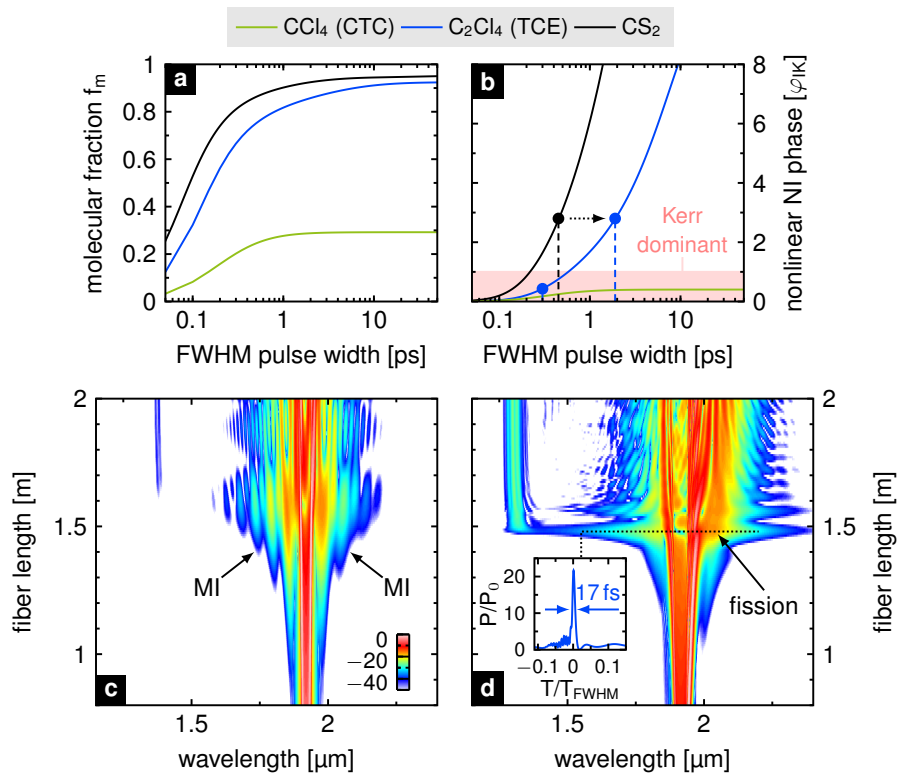 CCl₄ (CTC) C₂Cl₄ (TCE) CS₂
a
molecular fraction fₘ
1
0.8
0.6
0.4
0.2
0
0.1 1 10
FWHM pulse width [ps]
b
8
6
4
2
0
nonlinear NI phase [φIK]
Kerr
dominant
0.1 1 10
FWHM pulse width [ps]
2
1.5
1
fiber length [m]
MI
MI
0
−20
−40
c
1.5 2
wavelength [µm]
2
1.5
1
fiber length [m]
fission
20
10
0
P/P₀
17 fs
−0.1 0 0.1
T/T_FWHM
d
1.5 2
wavelength [µm]